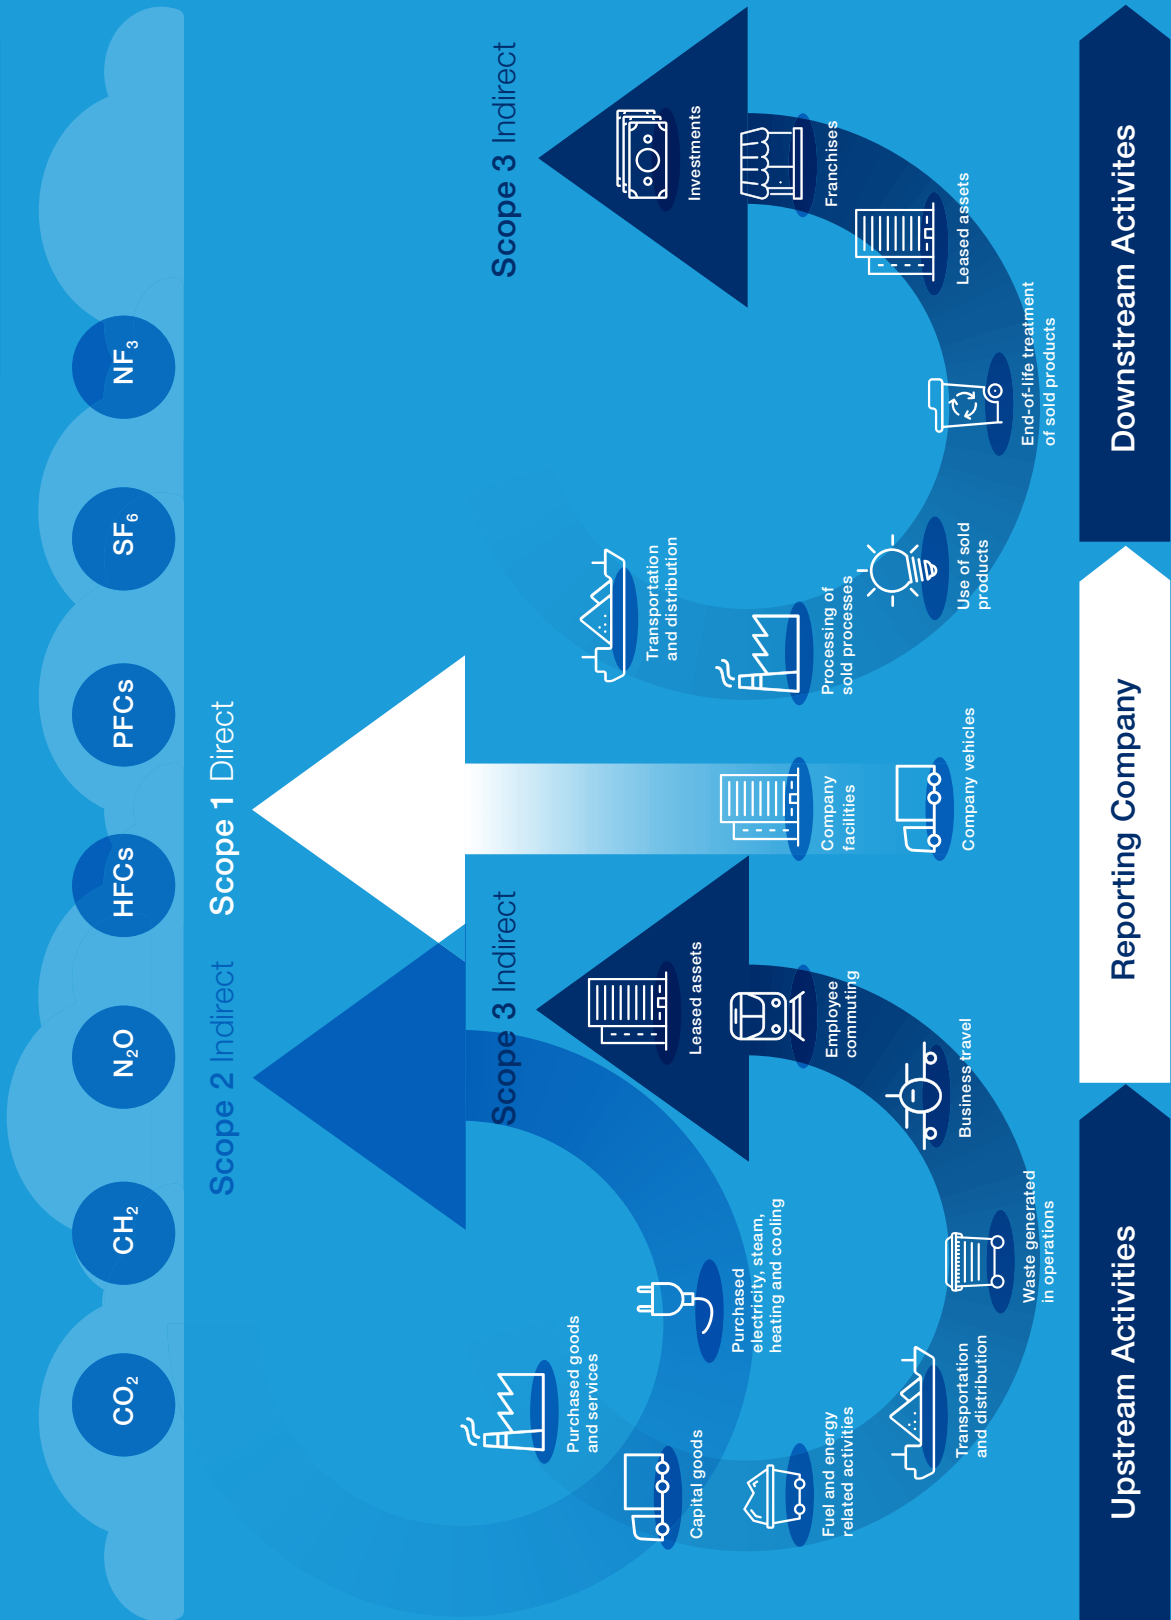 CO2
CH2
N2O
HFCs
PFCs
SF6
NF3
Scope 2 Indirect
Scope 1 Direct
Scope 3 Indirect
Scope 3 Indirect
Purchased goods
and services
Capital goods
Fuel and energy
related activities
Transportation
and distribution
Purchased
electricity, steam,
heating and cooling
Waste generated
in operations
Business travel
Employee
commuting
Leased assets
Company
facilities
Company vehicles
Transportation
and distribution
Processing of
sold processes
Use of sold
products
End-of-life treatment
of sold products
Leased assets
Franchises
Investments
Upstream Activities
Reporting Company
Downstream Activites